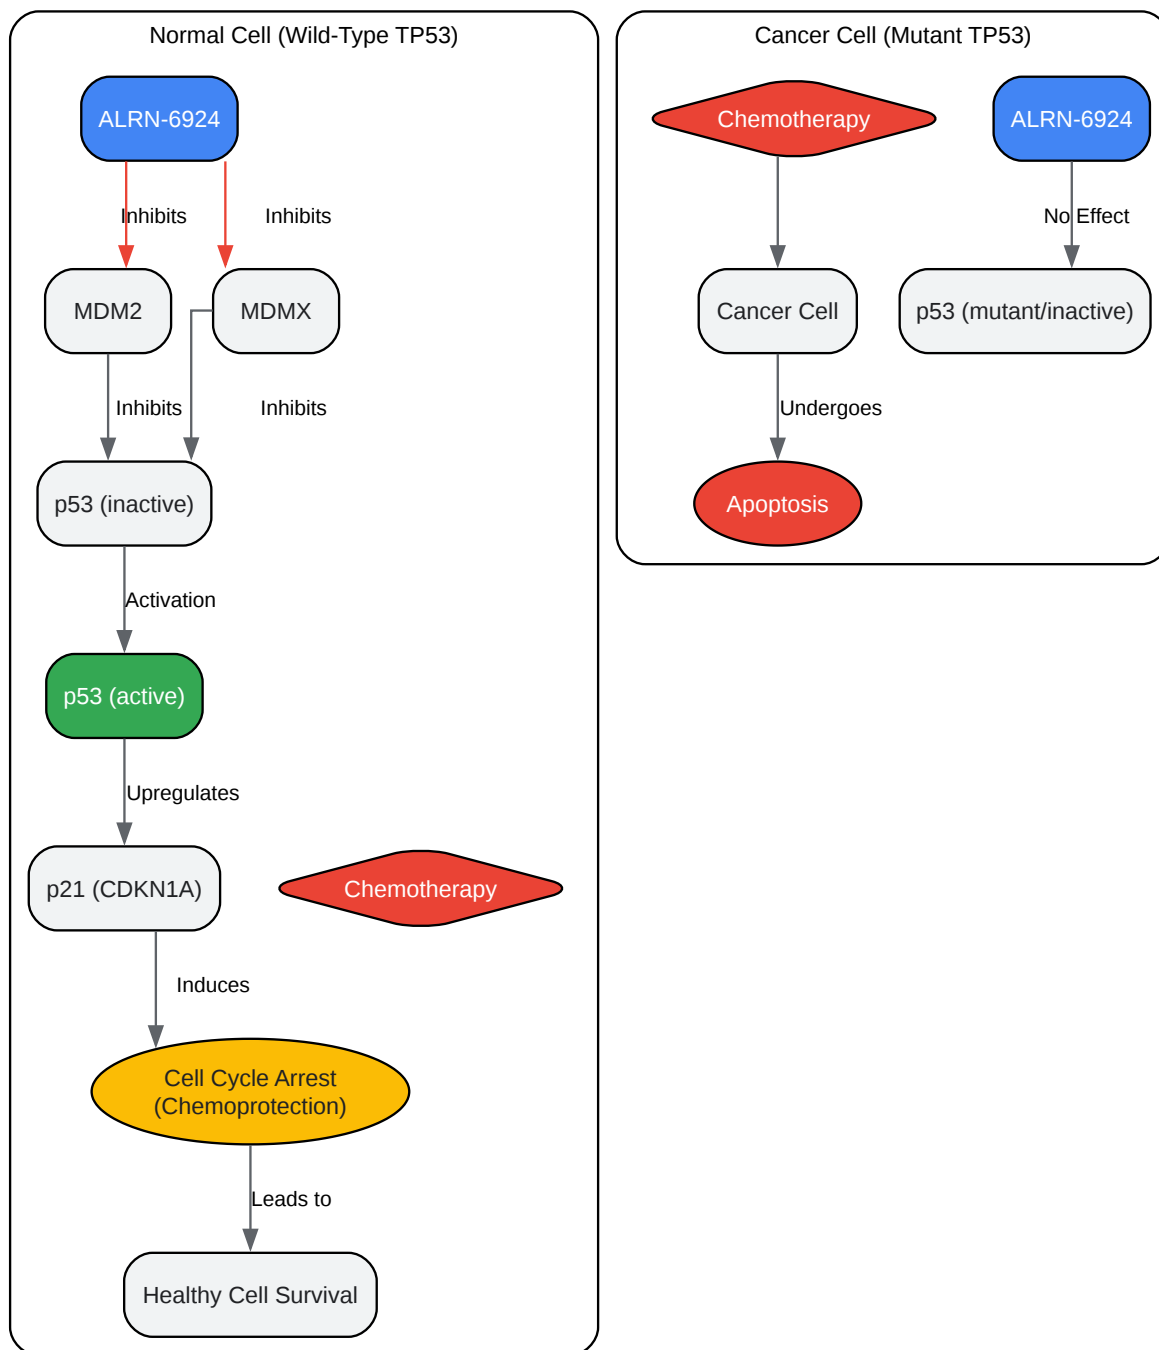 Normal Cell (Wild-Type TP53)
ALRN-6924
Inhibits
Inhibits
MDM2
MDMX
Inhibits
Inhibits
p53 (inactive)
Activation
p53 (active)
Upregulates
p21 (CDKN1A)
Chemotherapy
Induces
Cell Cycle Arrest
(Chemoprotection)
Leads to
Healthy Cell Survival
Cancer Cell (Mutant TP53)
Chemotherapy
ALRN-6924
No Effect
Cancer Cell
p53 (mutant/inactive)
Undergoes
Apoptosis